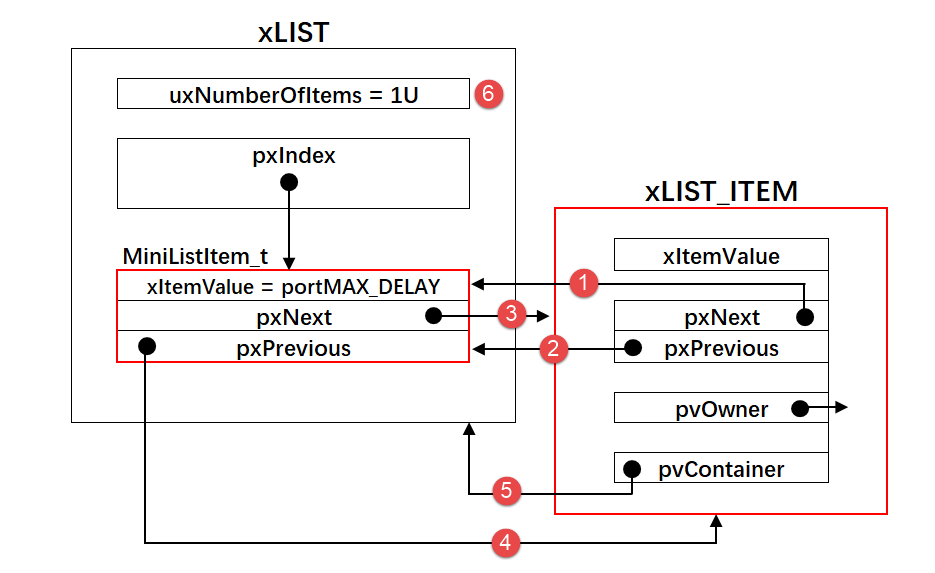 xLIST
uxNumberOfItems = 1U
6
pxIndex
xLIST_ITEM
MiniListItem_t
xItemValue
xItemValue = portMAX_DELAY
1
pxNext
3
pxNext
pxPrevious
2
pxPrevious
pvOwner
pvContainer
5
4